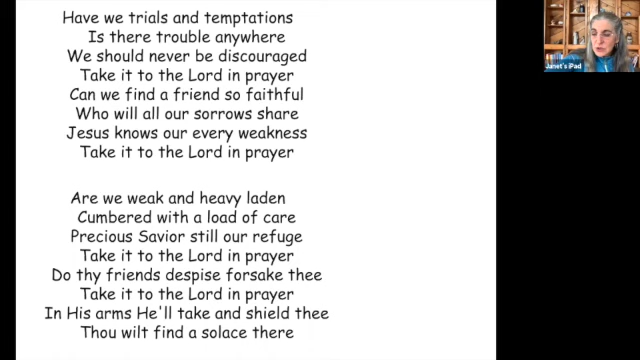 Have we trials and temptations
Is there trouble anywhere
We should never be discouraged
Take it to the Lord in prayer
Can we find a friend so faithful
Who will all our sorrows share
Jesus knows our every weakness
Take it to the Lord in prayer
Are we weak and heavy laden
Cumbered with a load of care
Precious Savior still our refuge
Take it to the Lord in prayer
Do thy friends despise forsake thee
Take it to the Lord in prayer
In His arms He'll take and shield thee
Thou wilt find a solace there
Janet's iPad